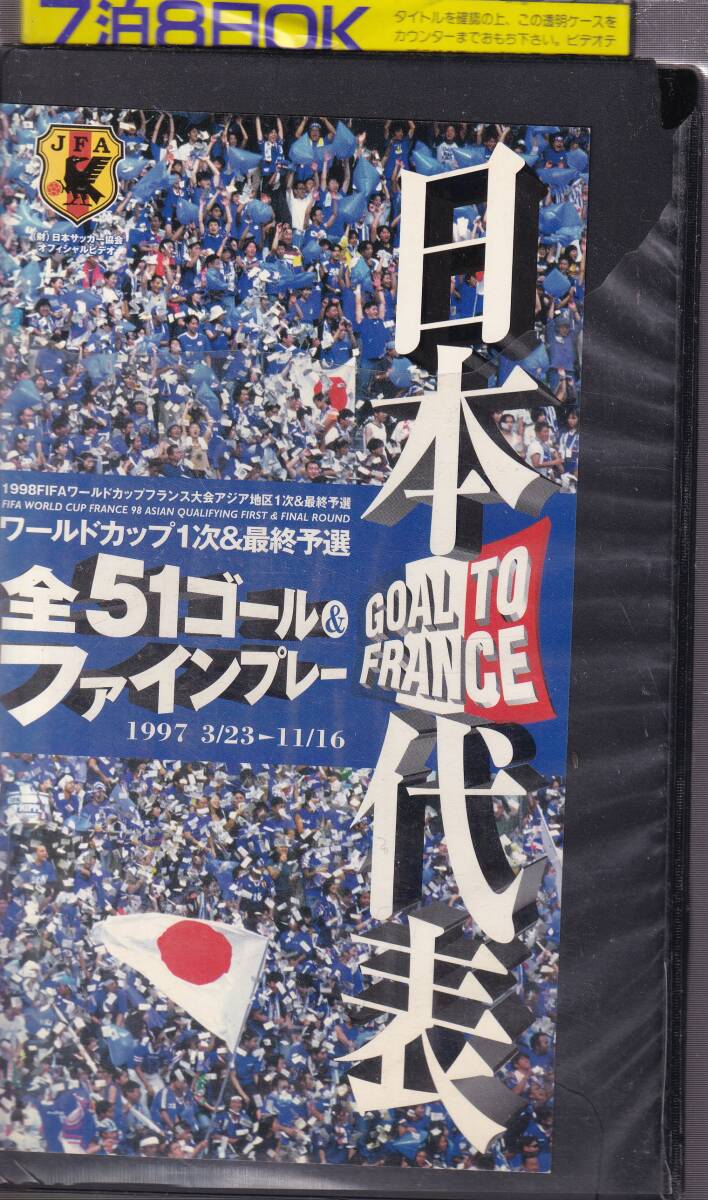 7泊8日OK
タイトルを確認の上、この透明ケースを
カウンターまでおもち下さい。ビデオテ
JFA
(財)日本サッカー協会
オフィシャルビデオ
日本代表
1998FIFAワールドカップフランス大会アジア地区1次&最終予選
FIFA WORLD CUP FRANCE 98 ASIAN QUALIFYING FIRST & FINAL ROUND
ワールドカップ1次&最終予選
全51ゴール&
ファインプレー
1997 3/23-11/16
GOAL TO
FRANCE